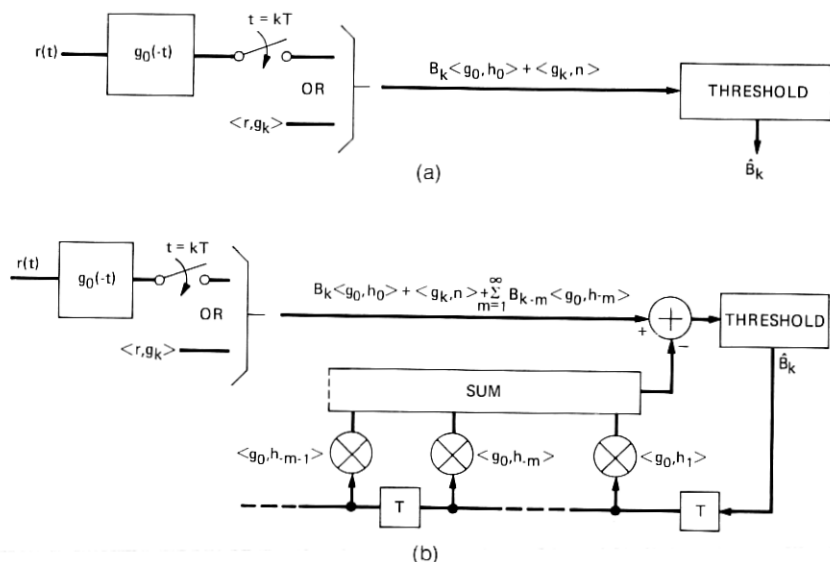 r(t)
g₀(-t)
t = kT
OR
<r,gₖ>
Bₖ<g₀,h₀> + <gₖ,n>
THRESHOLD
B̂ₖ
(a)
r(t)
g₀(-t)
t = kT
OR
<r,gₖ>
Bₖ<g₀,h₀> + <gₖ,n> + ∞Σm=1 Bₖ₋ₘ<g₀,h₋ₘ>
+
−
THRESHOLD
B̂ₖ
SUM
<g₀,h₋ₘ₋₁>
<g₀,h₋ₘ>
<g₀,h₁>
T
T
(b)